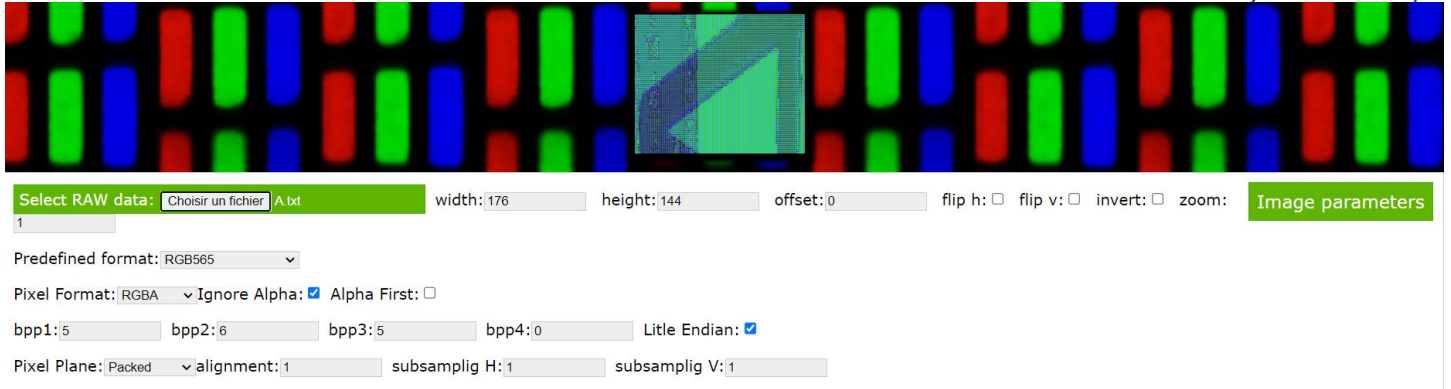 Select RAW data: Choisir un fichier A.txt width: 176 height: 144 offset: 0 flip h: flip v: invert: zoom: Image parameters
1
Predefined format: RGB565
Pixel Format: RGBA Ignore Alpha: Alpha First:
bpp1: 5 bpp2: 6 bpp3: 5 bpp4: 0 Litle Endian:
Pixel Plane: Packed alignment: 1 subsamplig H: 1 subsamplig V: 1